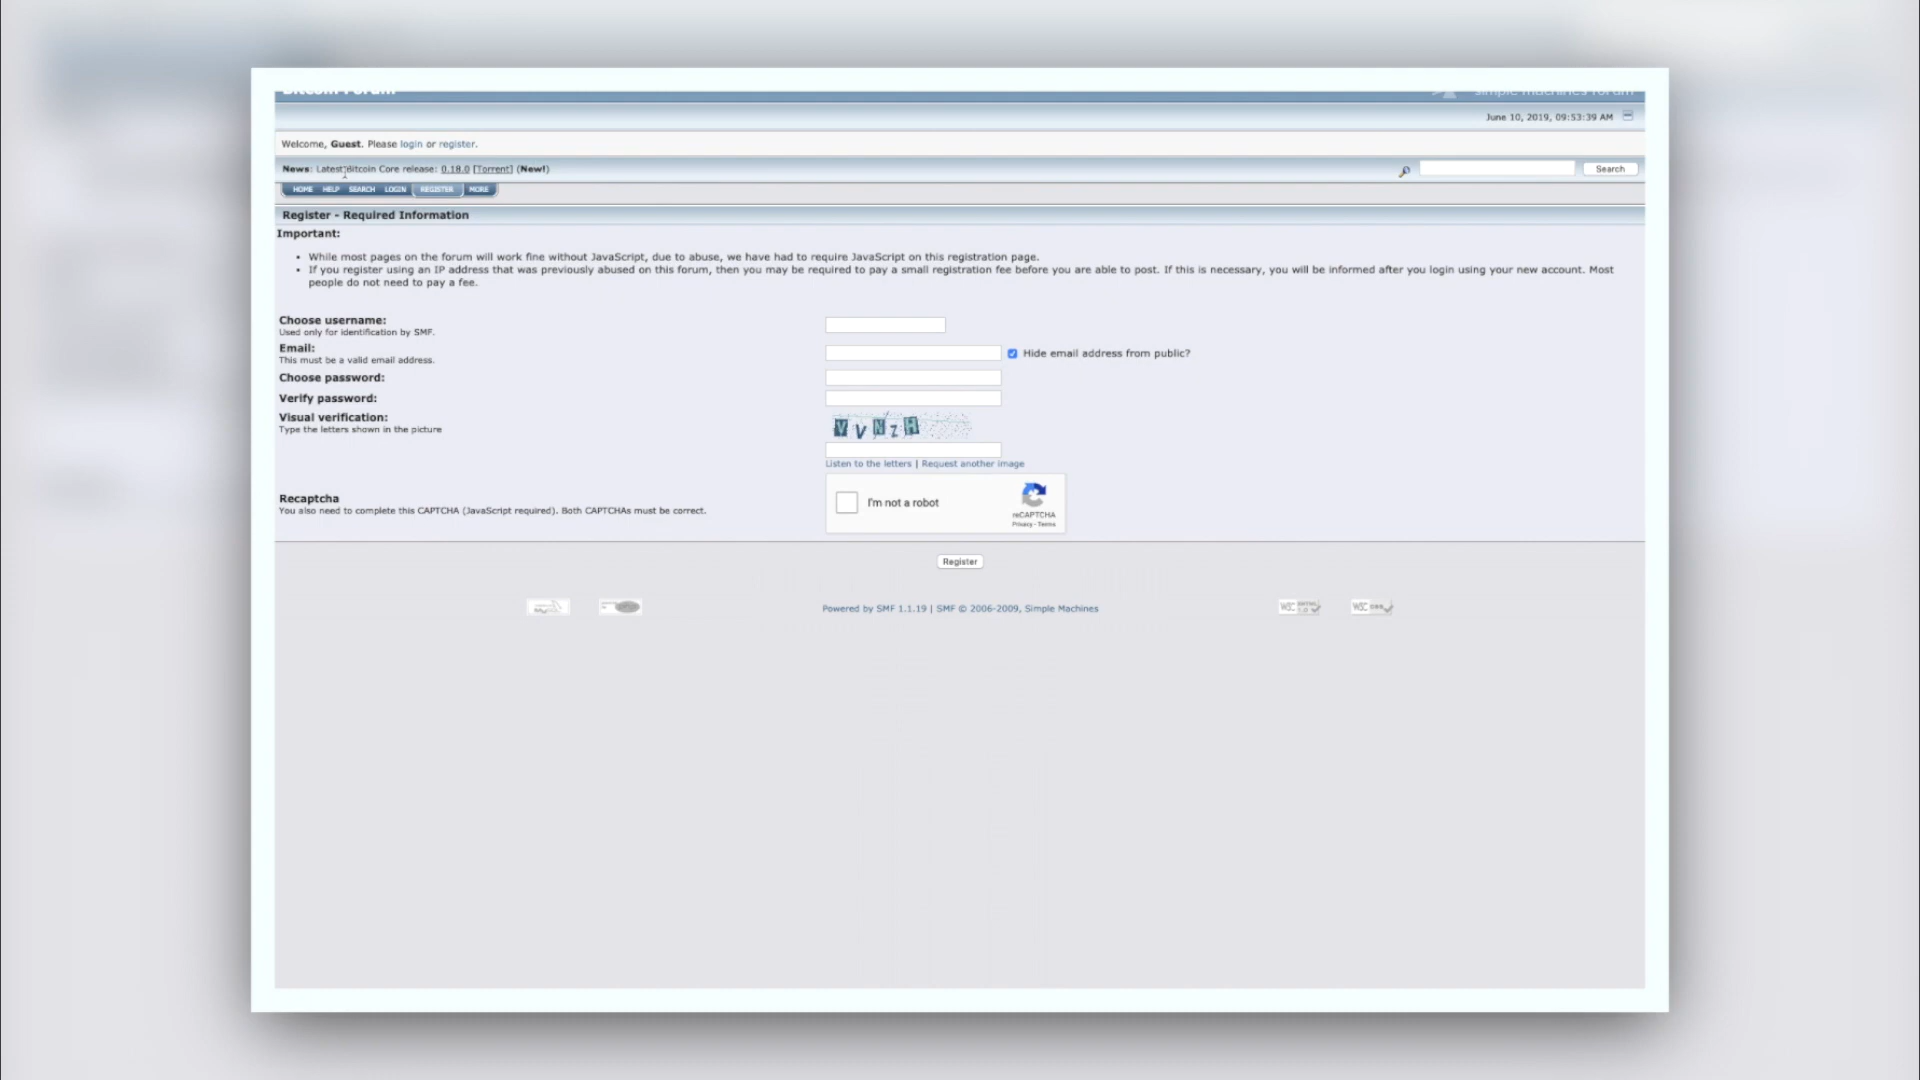 Bitcoin Forum
simple machines forum
June 10, 2019, 09:53:39 AM
Welcome, Guest. Please login or register.
News: Latest Bitcoin Core release: 0.18.0 [Torrent] (New!)
Search
HOME HELP SEARCH LOGIN REGISTER MORE
Register - Required Information
Important:
• While most pages on the forum will work fine without JavaScript, due to abuse, we have had to require JavaScript on this registration page.
• If you register using an IP address that was previously abused on this forum, then you may be required to pay a small registration fee before you are able to post. If this is necessary, you will be informed after you login using your new account. Most
people do not need to pay a fee.
Choose username:
Used only for identification by SMF.
Email:
This must be a valid email address.
Hide email address from public?
Choose password:
Verify password:
Visual verification:
Type the letters shown in the picture
V V N Z H
Listen to the letters | Request another image
Recaptcha
You also need to complete this CAPTCHA (JavaScript required). Both CAPTCHAs must be correct.
I'm not a robot
reCAPTCHA
Privacy - Terms
Register
Powered by SMF 1.1.19 | SMF © 2006-2009, Simple Machines
W3C
W3C